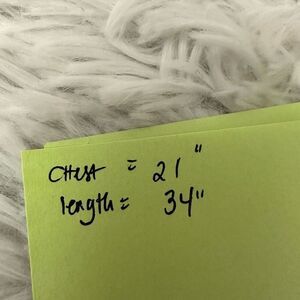 Chest = 21"
length = 34"